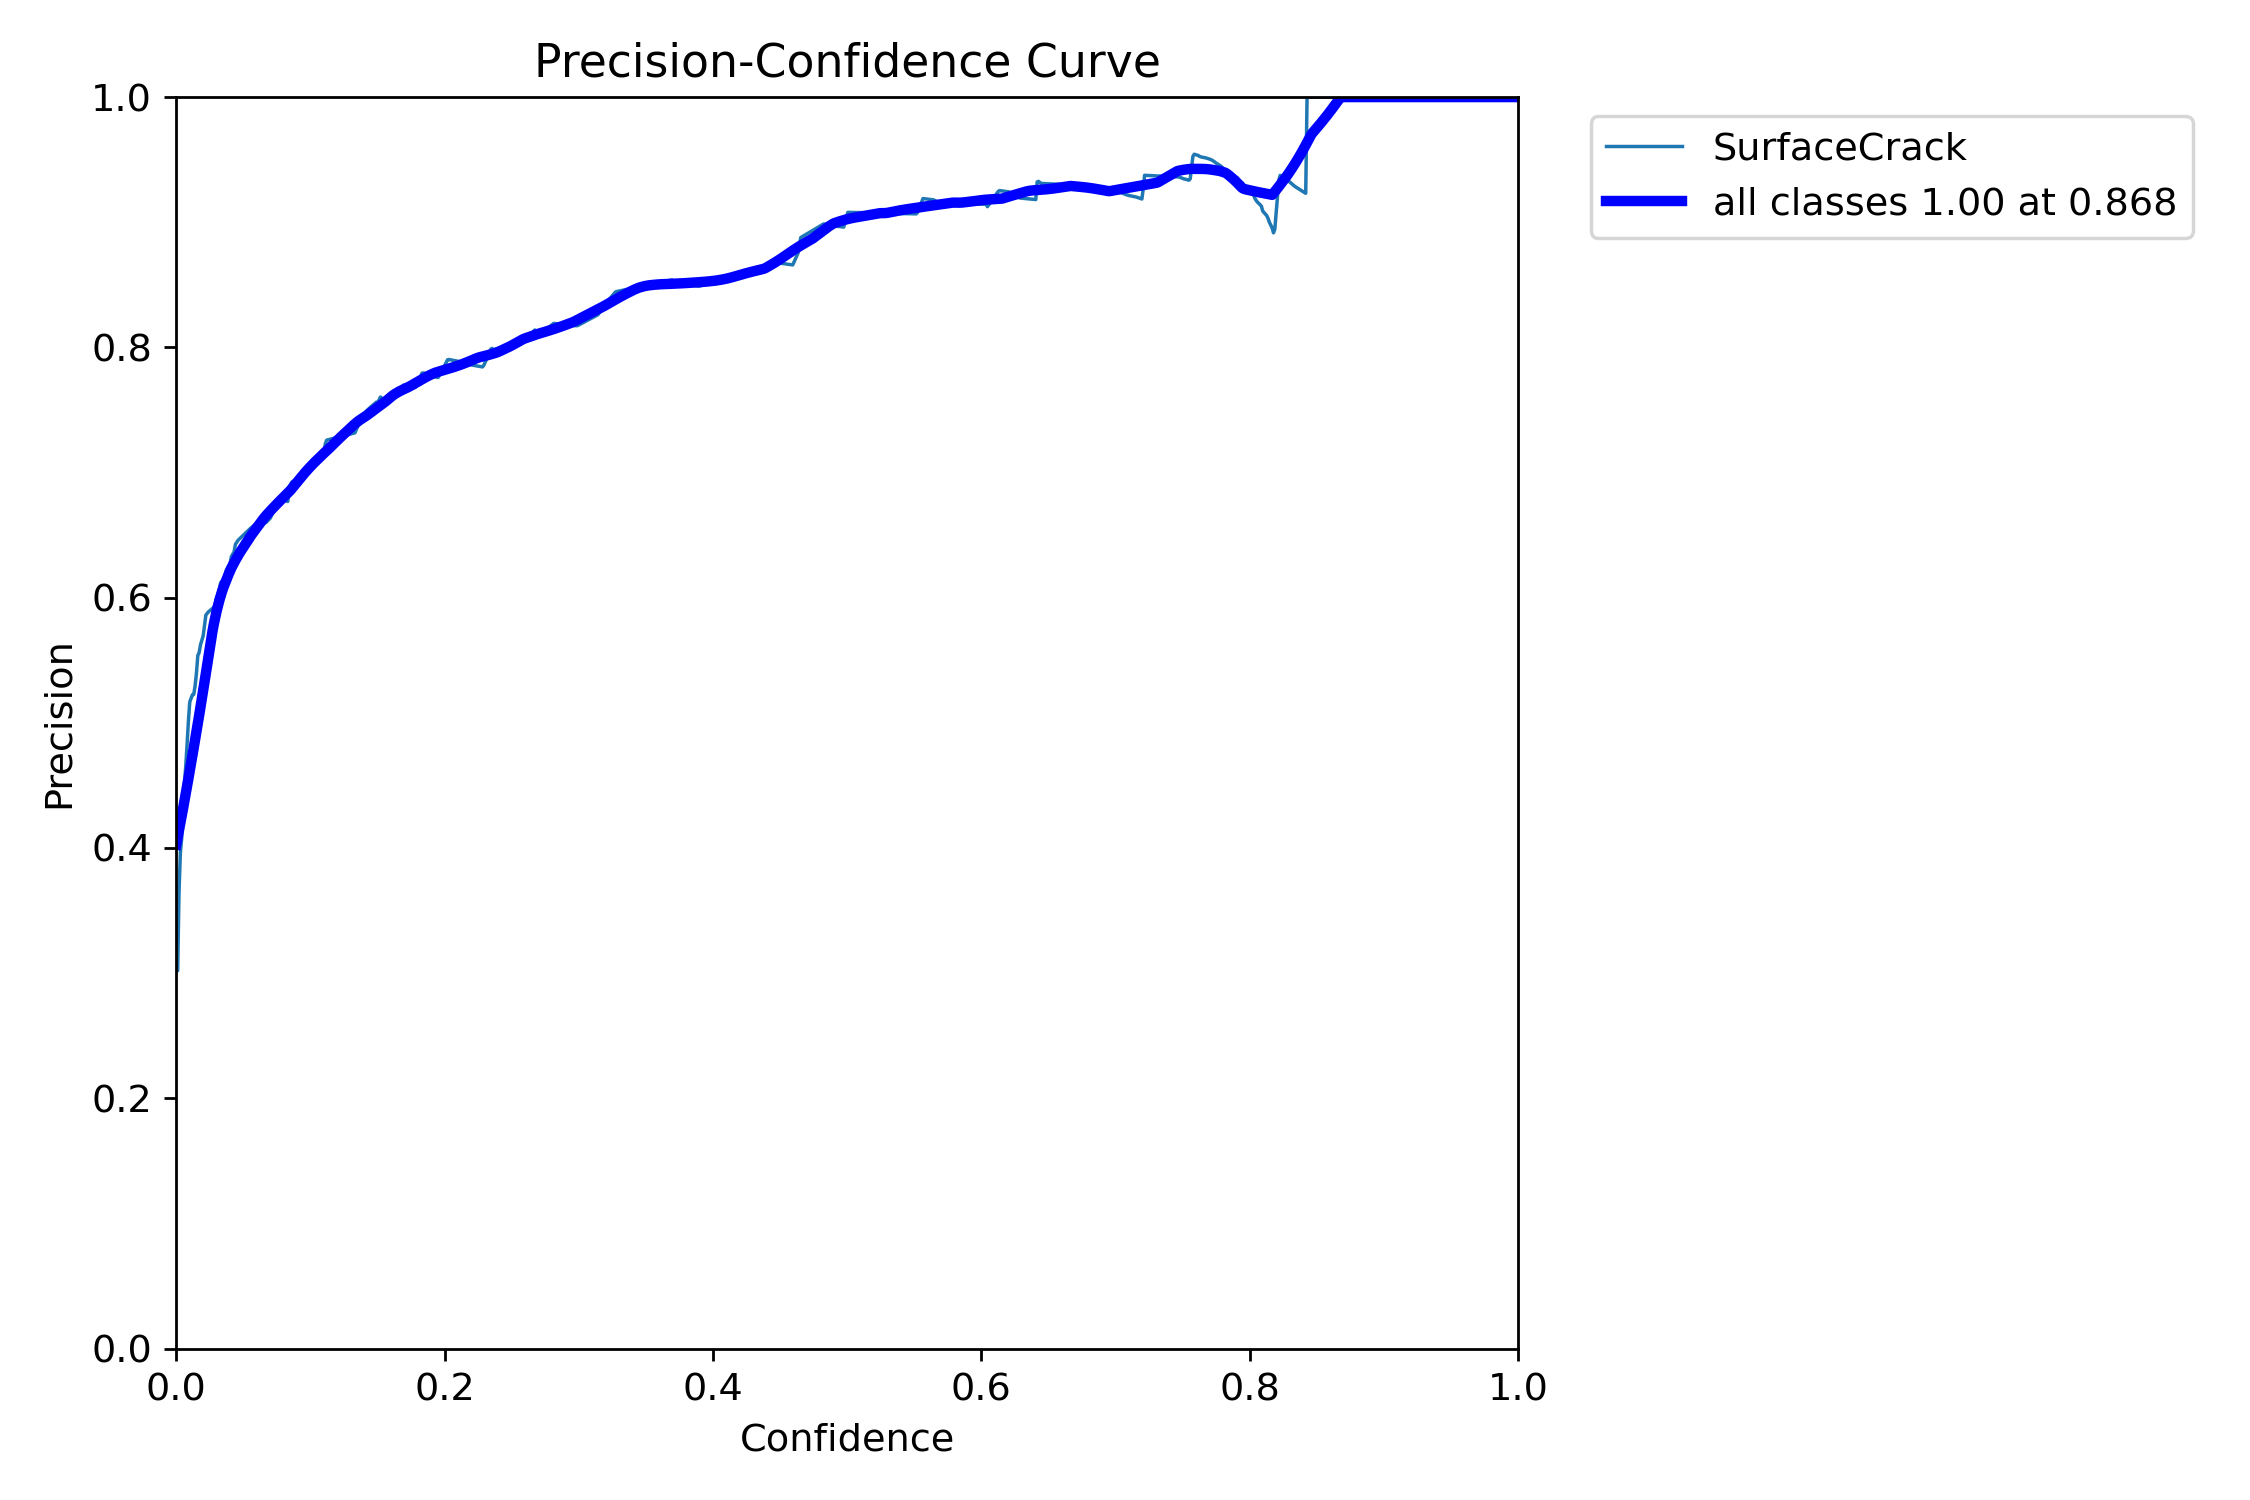 Precision-Confidence Curve
1.0
0.8
0.6
0.4
0.2
0.0
Precision
0.0 0.2 0.4 0.6 0.8 1.0
Confidence
SurfaceCrack
all classes 1.00 at 0.868